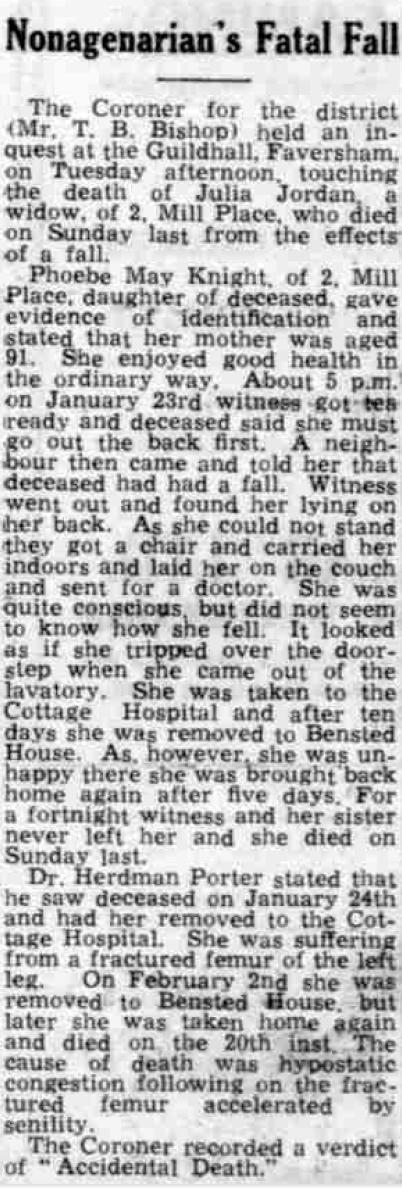 Nonagenarian's Fatal Fall
The Coroner for the district
(Mr. T. B. Bishop) held an in-
quest at the Guildhall, Faversham,
on Tuesday afternoon, touching
the death of Julia Jordan, a
widow, of 2, Mill Place, who died
on Sunday last from the effects
of a fall.
Phoebe May Knight, of 2, Mill
Place, daughter of deceased, gave
evidence of identification and
stated that her mother was aged
91. She enjoyed good health in
the ordinary way. About 5 p.m.
on January 23rd witness got tea
ready and deceased said she must
go out the back first. A neigh-
bour then came and told her that
deceased had had a fall. Witness
went out and found her lying on
her back. As she could not stand
they got a chair and carried her
indoors and laid her on the couch
and sent for a doctor. She was
quite conscious, but did not seem
to know how she fell. It looked
as if she tripped over the door-
step when she came out of the
lavatory. She was taken to the
Cottage Hospital and after ten
days she was removed to Bensted
House. As, however, she was un-
happy there she was brought back
home again after five days. For
a fortnight witness and her sister
never left her and she died on
Sunday last.
Dr. Herdman Porter stated that
he saw deceased on January 24th
and had her removed to the Cot-
tage Hospital. She was suffering
from a fractured femur of the left
leg. On February 2nd she was
removed to Bensted House, but
later she was taken home again
and died on the 20th inst. The
cause of death was hypostatic
congestion following on the frac-
tured femur accelerated by
senility.
The Coroner recorded a verdict
of "Accidental Death."